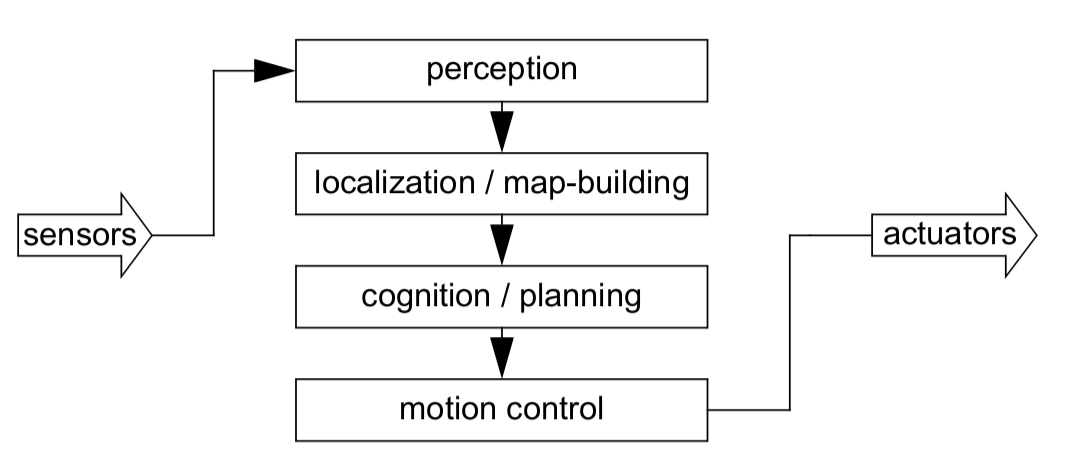 perception
localization / map-building
sensors
actuators
cognition / planning
motion control